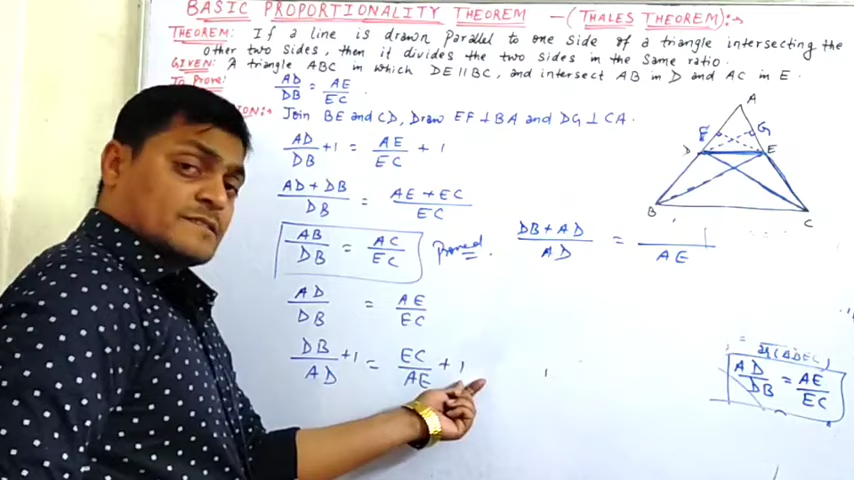 BASIC PROPORTIONALITY THEOREM —(THALES THEOREM):→
THEOREM: If a line is drawn parallel to one side of a triangle intersecting the
other two sides, then it divides the two sides in the same ratio.
GIVEN: A triangle ABC in which DE || BC, and intersect AB in D and AC in E.
To Prove: AD/DB = AE/EC.
ION:→ Join BE and CD, Draw EF ⊥ BA and DG ⊥ CA.
AD/DB + 1 = AE/EC + 1
AD + DB/DB = AE + EC/EC
AB/DB = AC/EC Proved.
DB + AD/AD = /AE
AD/DB = AE/EC
DB/AD + 1 = EC/AE + 1
A
F G
D E
B C
AD/DB = AE/EC